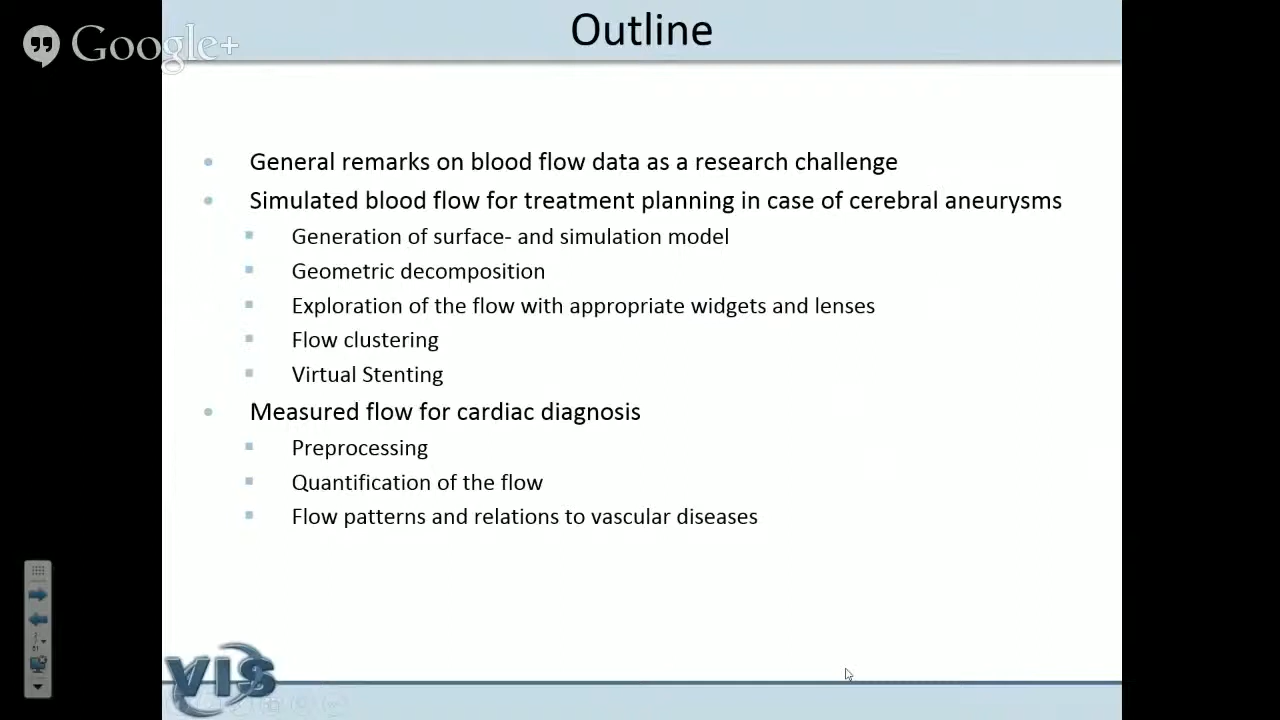 Outline
Google+
General remarks on blood flow data as a research challenge
Simulated blood flow for treatment planning in case of cerebral aneurysms
Generation of surface- and simulation model
Geometric decomposition
Exploration of the flow with appropriate widgets and lenses
Flow clustering
Virtual Stenting
Measured flow for cardiac diagnosis
Preprocessing
Quantification of the flow
Flow patterns and relations to vascular diseases
VIS